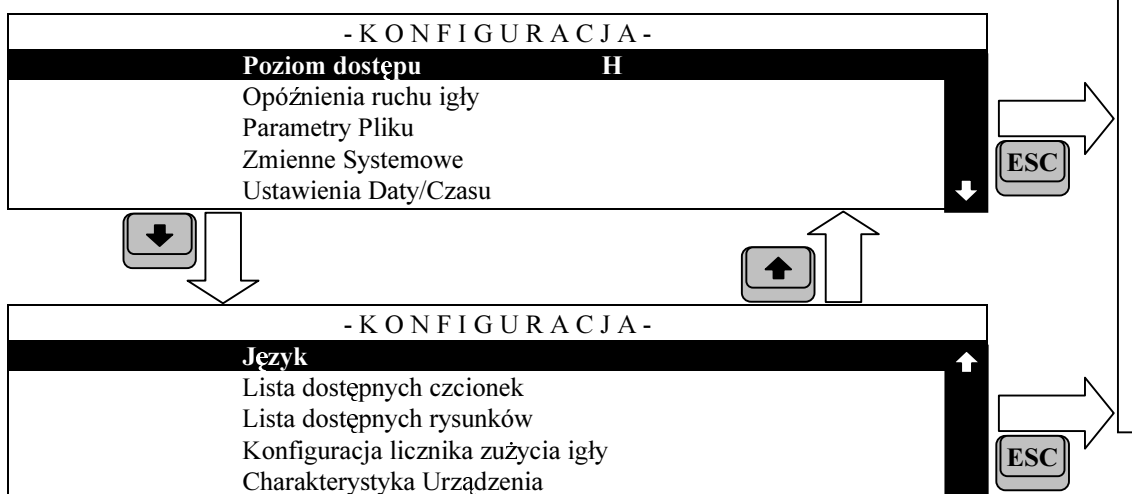 - K O N F I G U R A C J A -
Poziom dostępu H
Opóźnienia ruchu igły
Parametry Pliku
Zmienne Systemowe
Ustawienia Daty/Czasu
ESC
- K O N F I G U R A C J A -
Język
Lista dostępnych czcionek
Lista dostępnych rysunków
Konfiguracja licznika zużycia igły
Charakterystyka Urządzenia
ESC